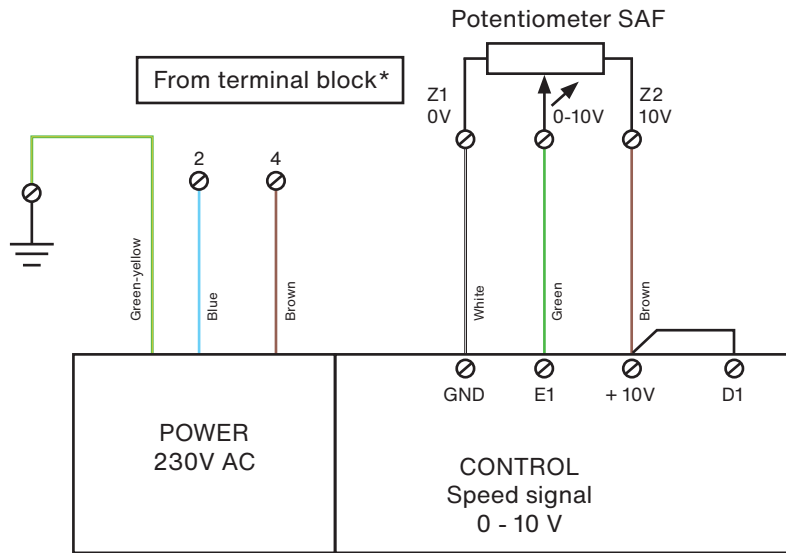 Potentiometer SAF
From terminal block*
Z1
0V
0-10V
Z2
10V
2
4
Green-yellow
Blue
Brown
White
Green
Brown
GND
E1
+ 10V
D1
POWER
230V AC
CONTROL
Speed signal
0 - 10 V